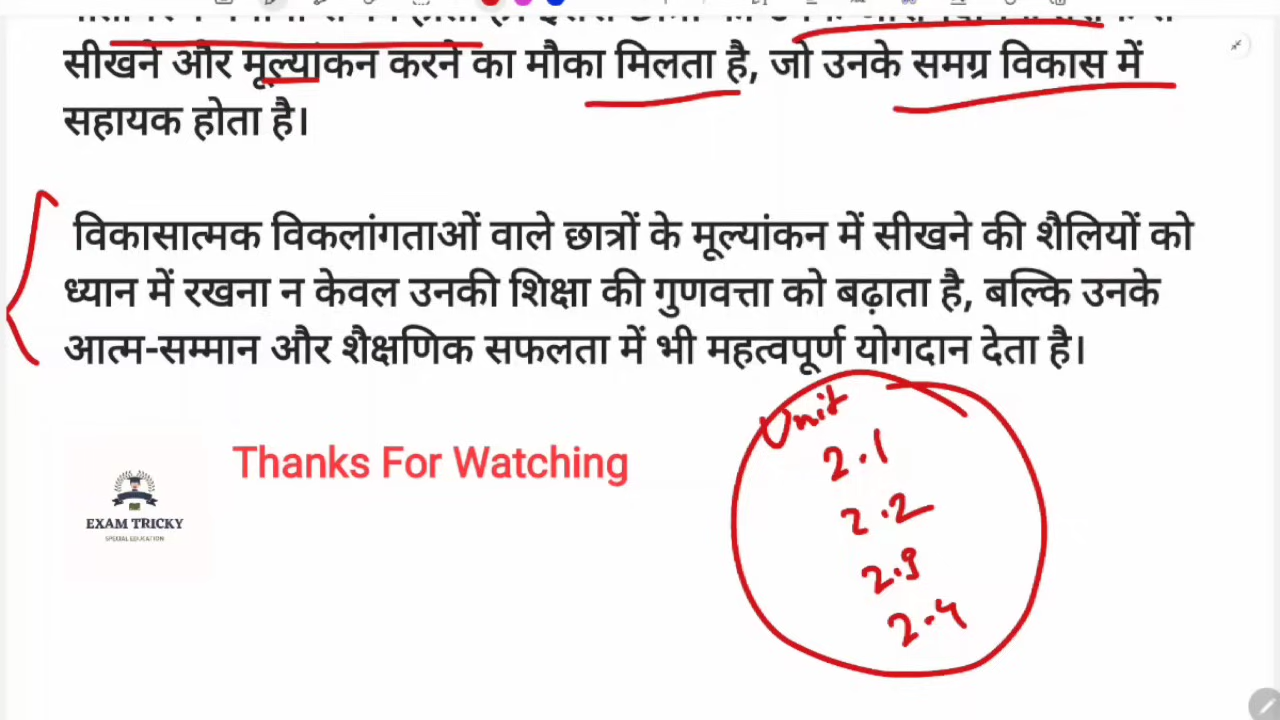 सीखने और मूल्यांकन करने का मौका मिलता है, जो उनके समग्र विकास में
सहायक होता है।
विकासात्मक विकलांगताओं वाले छात्रों के मूल्यांकन में सीखने की शैलियों को
ध्यान में रखना न केवल उनकी शिक्षा की गुणवत्ता को बढ़ाता है, बल्कि उनके
आत्म-सम्मान और शैक्षणिक सफलता में भी महत्वपूर्ण योगदान देता है।
Thanks For Watching
EXAM TRICKY
SPECIAL EDUCATION
Unit
2.1
2.2
2.3
2.4